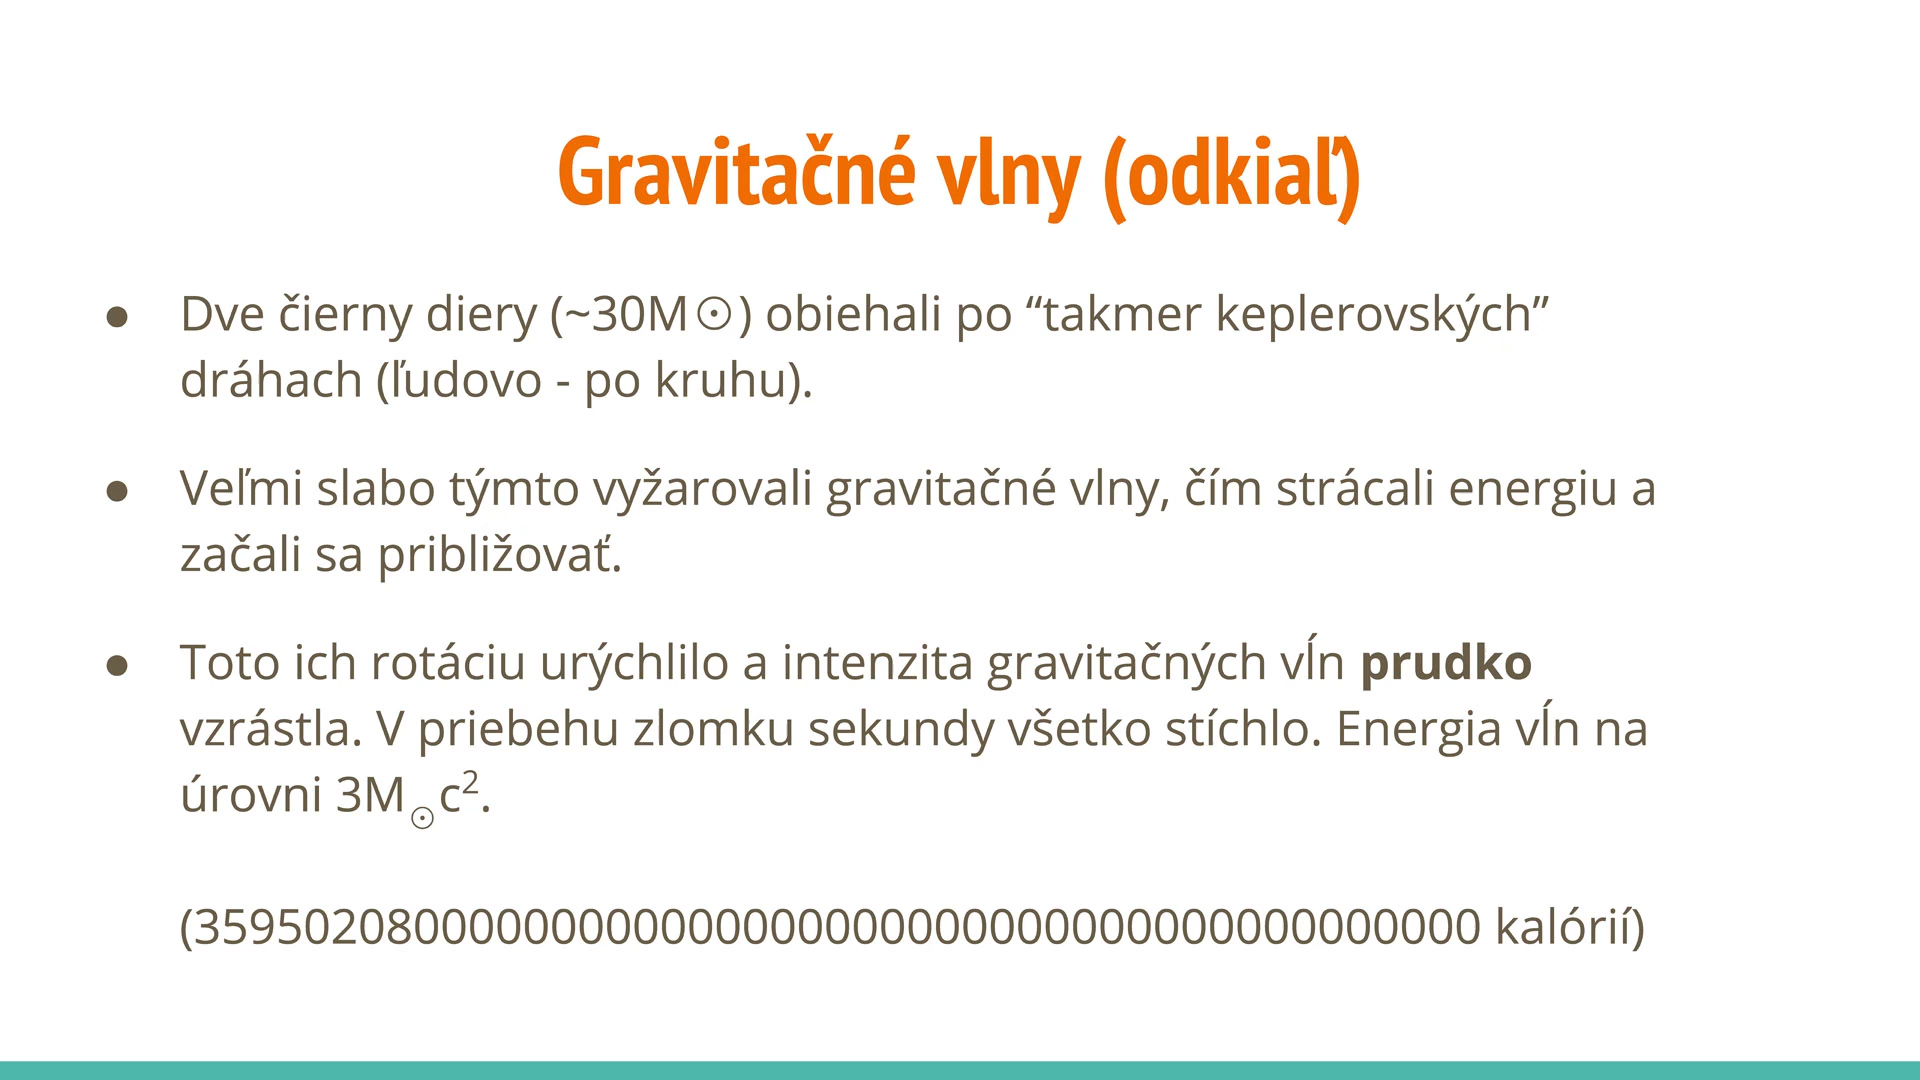 Gravitačné vlny (odkiaľ)
● Dve čierny diery (~30M☉) obiehali po “takmer keplerovských”
dráhach (ľudovo - po kruhu).
● Veľmi slabo týmto vyžarovali gravitačné vlny, čím strácali energiu a
začali sa približovať.
● Toto ich rotáciu urýchlilo a intenzita gravitačných vĺn prudko
vzrástla. V priebehu zlomku sekundy všetko stíchlo. Energia vĺn na
úrovni 3M☉c².
(35950208000000000000000000000000000000000000000 kalórií)